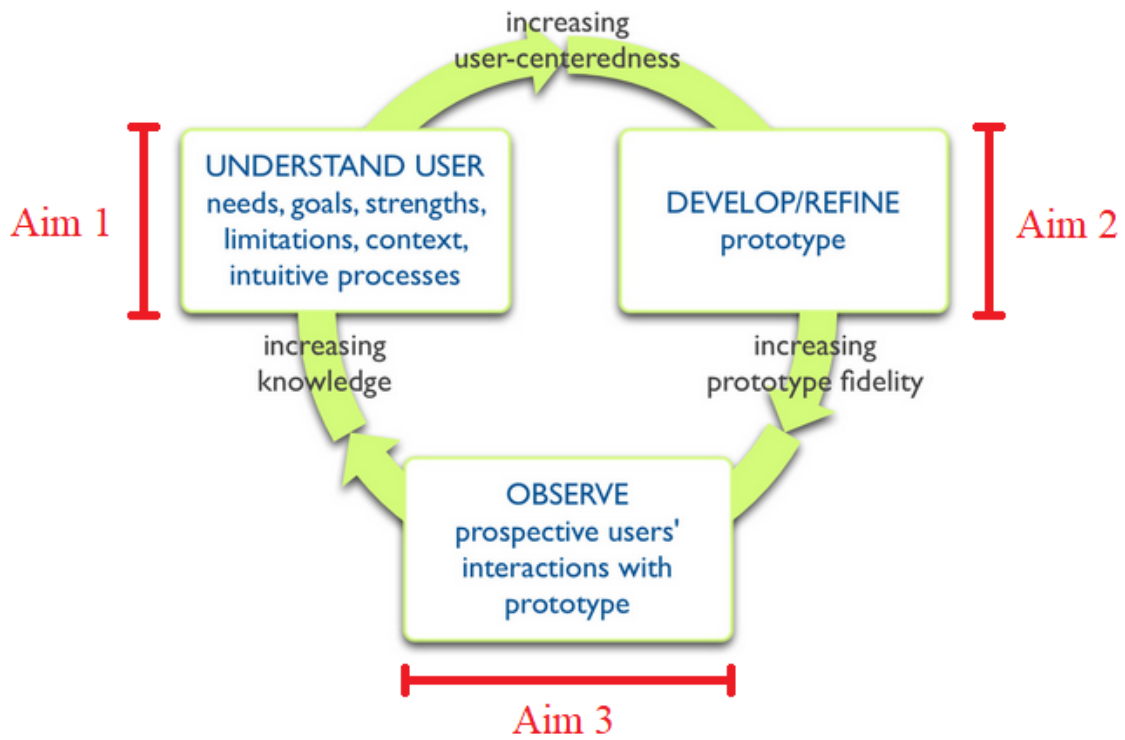 increasing
user-centeredness
Aim 1
UNDERSTAND USER
needs, goals, strengths,
limitations, context,
intuitive processes
DEVELOP/REFINE
prototype
Aim 2
increasing
knowledge
increasing
prototype fidelity
OBSERVE
prospective users'
interactions with
prototype
Aim 3